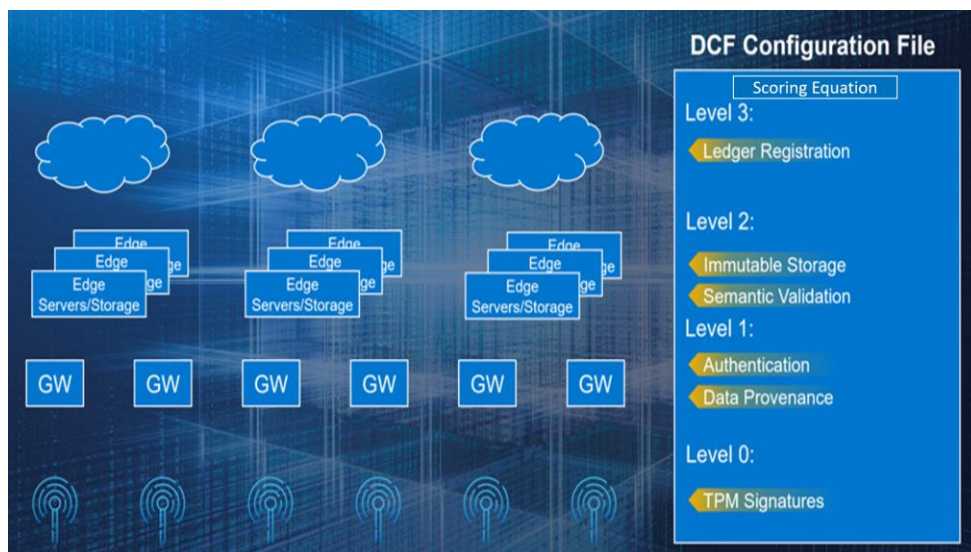 DCF Configuration File
Scoring Equation
Level 3:
Ledger Registration
Level 2:
Immutable Storage
Semantic Validation
Level 1:
Authentication
Data Provenance
Level 0:
TPM Signatures
Edge
Edge
Edge
Servers/Storage
Edge
Edge
Edge
Servers/Storage
Edge
Edge
Edge
Servers/Storage
GW
GW
GW
GW
GW
GW